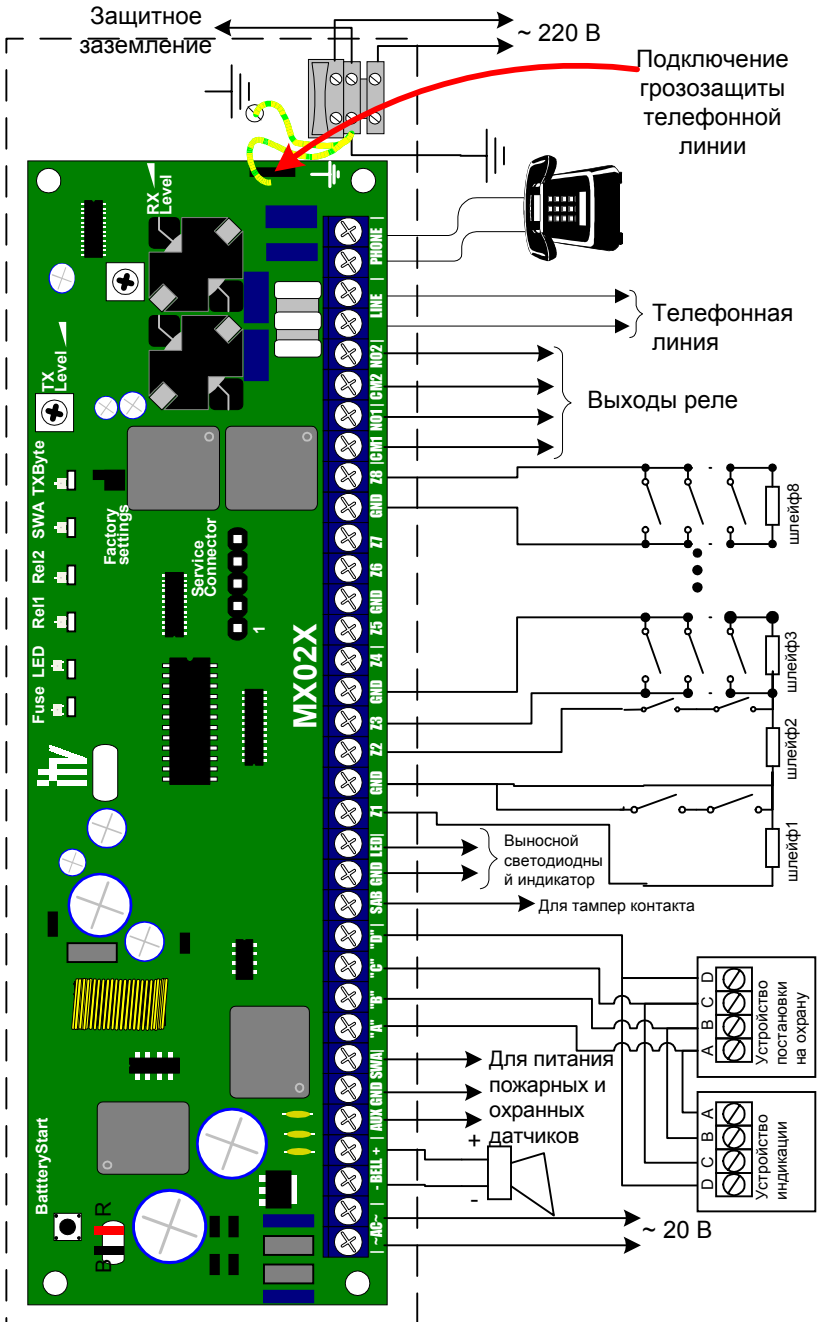 Защитное
заземление
~ 220 В
Подключение
грозозащиты
телефонной
линии
RX
Level
TX
Level
PHONE
LINE
Телефонная
линия
NO2
CM2
NO1
CM1
Выходы реле
Z8
GND
Z7
Z6
GND
Z5
Z4
GND
Z3
Z2
GND
Z1
LED
GND
SAB
"D"
"C"
"B"
"A"
SWA
GND
AUX
- BELL +
~AC~
TXByte
SWA
Rel2
Rel1
LED
Fuse
Factory
settings
Service
Connector
1
MX02X
itv
шлейф8
шлейф3
шлейф2
шлейф1
Выносной
светодиодны
й индикатор
Для тампер контакта
D
C
B
A
Устройство
постановки
на охрану
Для питания
пожарных и
охранных
датчиков
A
B
C
D
Устройство
индикации
+
-
BattteryStart
B
R
~ 20 В